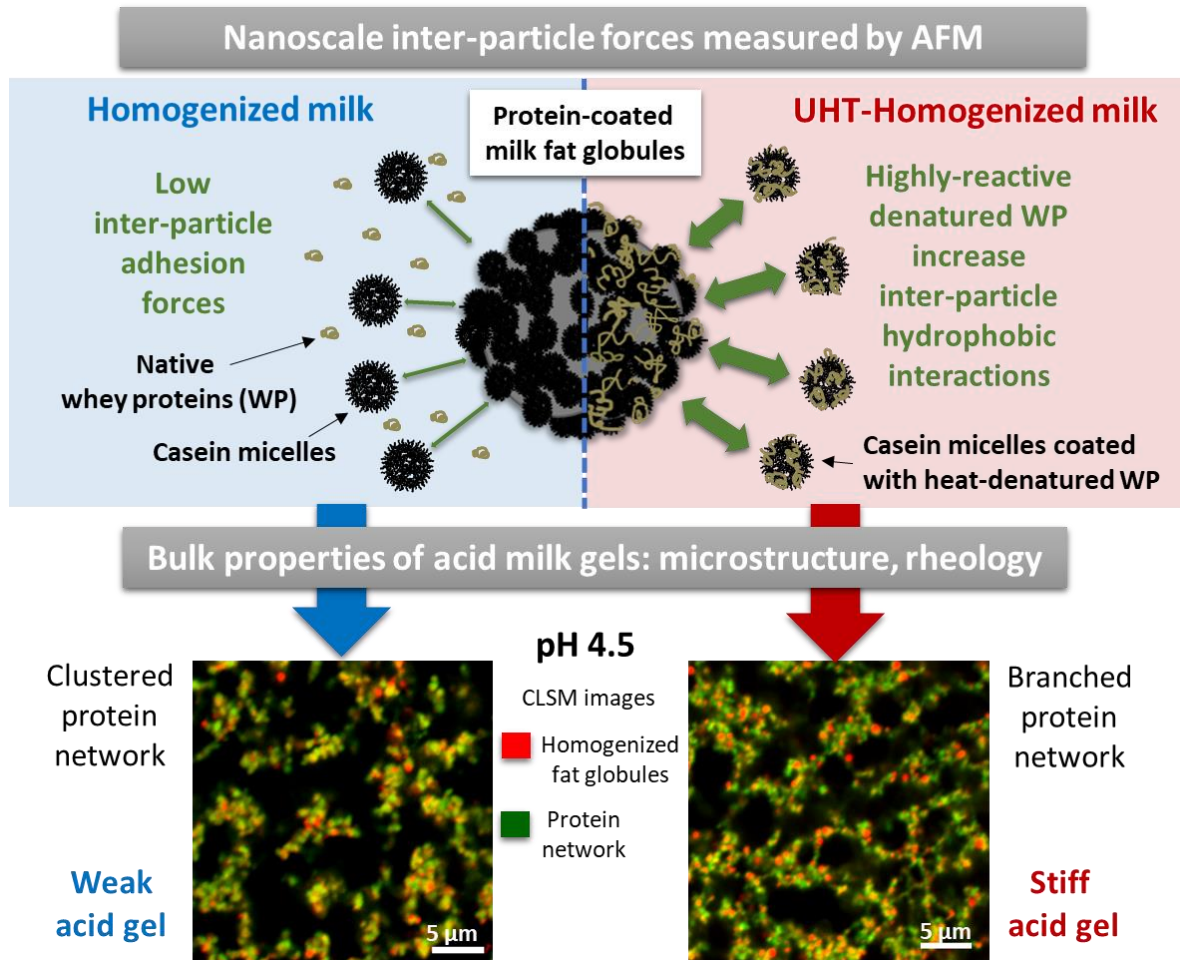 Nanoscale inter-particle forces measured by AFM
Homogenized milk
Protein-coated
milk fat globules
UHT-Homogenized milk
Low
inter-particle
adhesion
forces
Native
whey proteins (WP)
Casein micelles
Highly-reactive
denatured WP
increase
inter-particle
hydrophobic
interactions
Casein micelles coated
with heat-denatured WP
Bulk properties of acid milk gels: microstructure, rheology
Clustered
protein
network
Weak
acid gel
5 µm
pH 4.5
CLSM images
Homogenized
fat globules
Protein
network
5 µm
Branched
protein
network
Stiff
acid gel